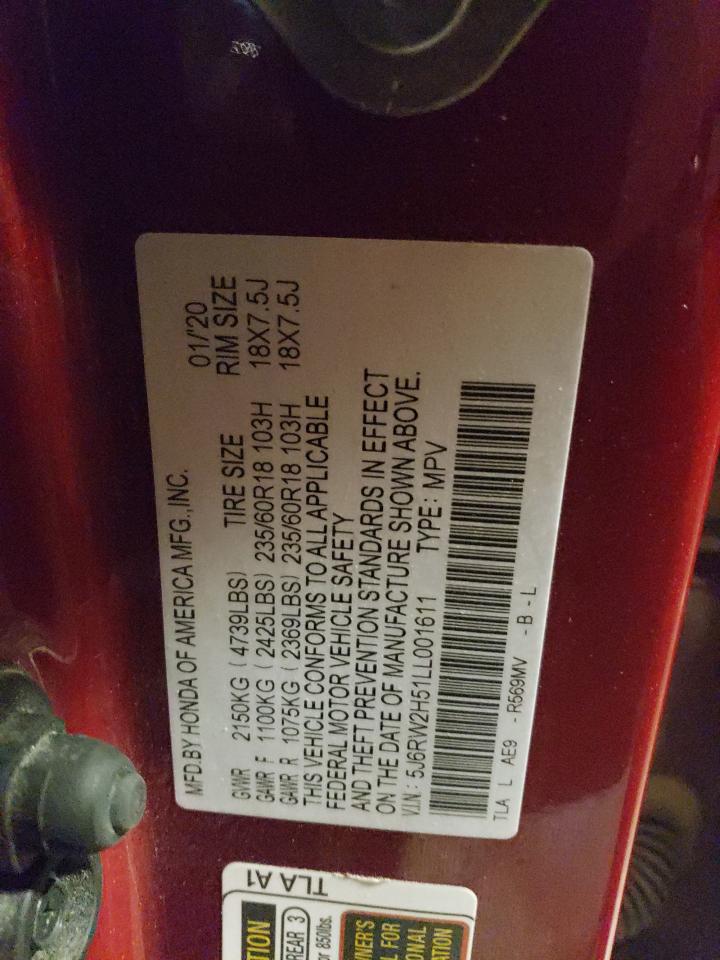 MFD.BY HONDA OF AMERICA MFG.,INC. 01/'20
TIRE SIZE RIM SIZE
GVWR 2150KG (4739LBS)
GAWR F 1100KG (2425LBS) 235/60R18 103H 18X7.5J
GAWR R 1075KG (2369LBS) 235/60R18 103H 18X7.5J
THIS VEHICLE CONFORMS TO ALL APPLICABLE
FEDERAL MOTOR VEHICLE SAFETY
AND THEFT PREVENTION STANDARDS IN EFFECT
ON THE DATE OF MANUFACTURE SHOWN ABOVE.
V.I.N.: 5J6RW2H51LL001611 TYPE: MPV
TLA L AE9 -R569MV -B-L
TLA A1
REAR 3
850lbs.